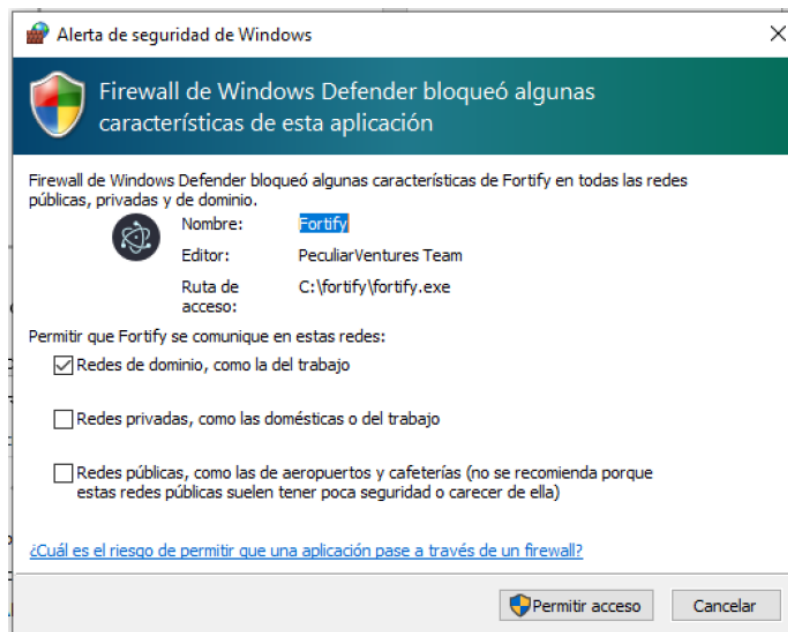 Alerta de seguridad de Windows
Firewall de Windows Defender bloqueó algunas
características de esta aplicación
Firewall de Windows Defender bloqueó algunas características de Fortify en todas las redes
públicas, privadas y de dominio.
Nombre: Fortify
Editor: PeculiarVentures Team
Ruta de C:\fortify\fortify.exe
acceso:
Permitir que Fortify se comunique en estas redes:
Redes de dominio, como la del trabajo
Redes privadas, como las domésticas o del trabajo
Redes públicas, como las de aeropuertos y cafeterías (no se recomienda porque
estas redes públicas suelen tener poca seguridad o carecer de ella)
¿Cuál es el riesgo de permitir que una aplicación pase a través de un firewall?
Permitir acceso Cancelar